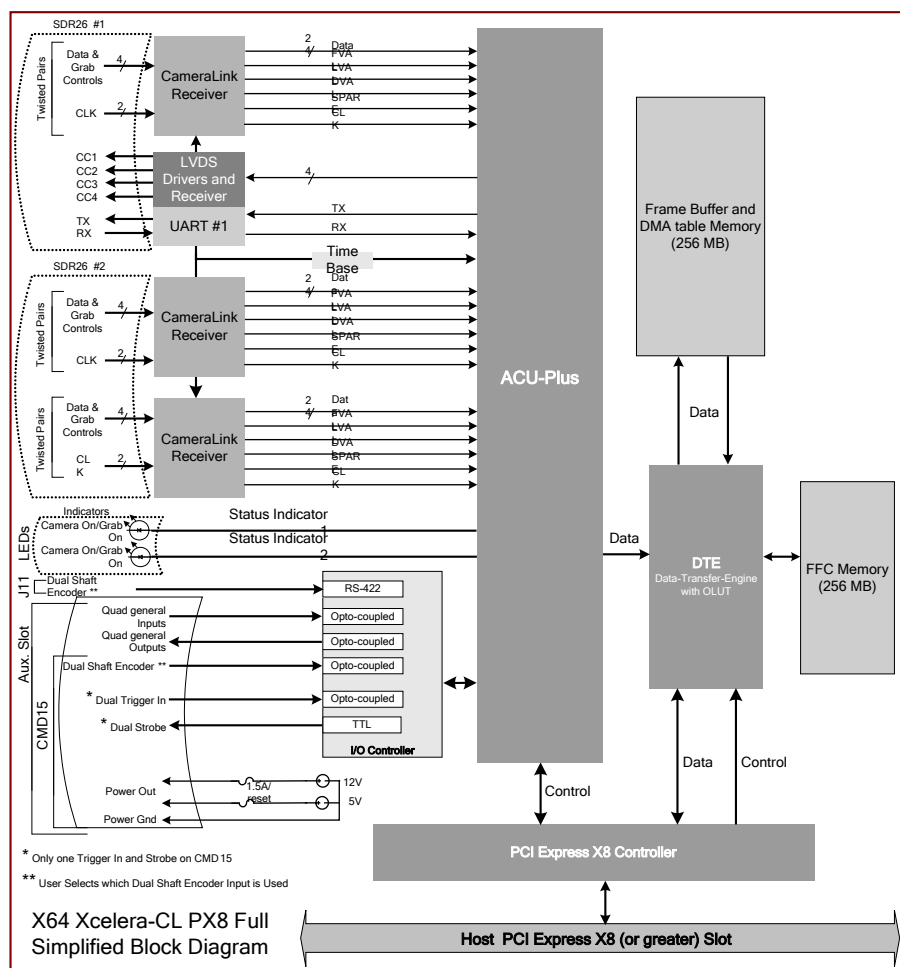 SDR26 #1
Twisted Pairs
Data &
Grab
Controls
4
CLK
2
CameraLink
Receiver
2
4
Data
FVA
L
LVA
L
DVA
L
SPAR
E
CL
K
CC1
CC2
CC3
CC4
LVDS
Drivers and
Receiver
4
TX
RX
UART #1
TX
RX
Time
Base
SDR26 #2
Twisted Pairs
Data &
Grab
Controls
4
CLK
2
CameraLink
Receiver
2
4
Dat
a
FVA
L
LVA
L
DVA
L
SPAR
E
CL
K
Twisted Pairs
Data &
Grab
Controls
4
CL
K
2
CameraLink
Receiver
2
4
Dat
a
FVA
L
LVA
L
DVA
L
SPAR
E
CL
K
ACU-Plus
Frame Buffer and
DMA table Memory
(256 MB)
Data
Data
LEDs
Indicators
Camera On/Grab
On
Camera On/Grab
On
Status Indicator
1
Status Indicator
2
Data
DTE
Data-Transfer-Engine
with OLUT
FFC Memory
(256 MB)
J11
Dual Shaft
Encoder **
RS-422
Aux. Slot
CMD15
Quad general
Inputs
Opto-coupled
Quad general
Outputs
Opto-coupled
Dual Shaft Encoder **
Opto-coupled
* Dual Trigger In
Opto-coupled
* Dual Strobe
TTL
I/O Controller
Power Out
1.5A/
reset
12V
5V
Power Gnd
Control
Data
Control
PCI Express X8 Controller
* Only one Trigger In and Strobe on CMD15
** User Selects which Dual Shaft Encoder Input is Used
X64 Xcelera-CL PX8 Full
Simplified Block Diagram
Host PCI Express X8 (or greater) Slot